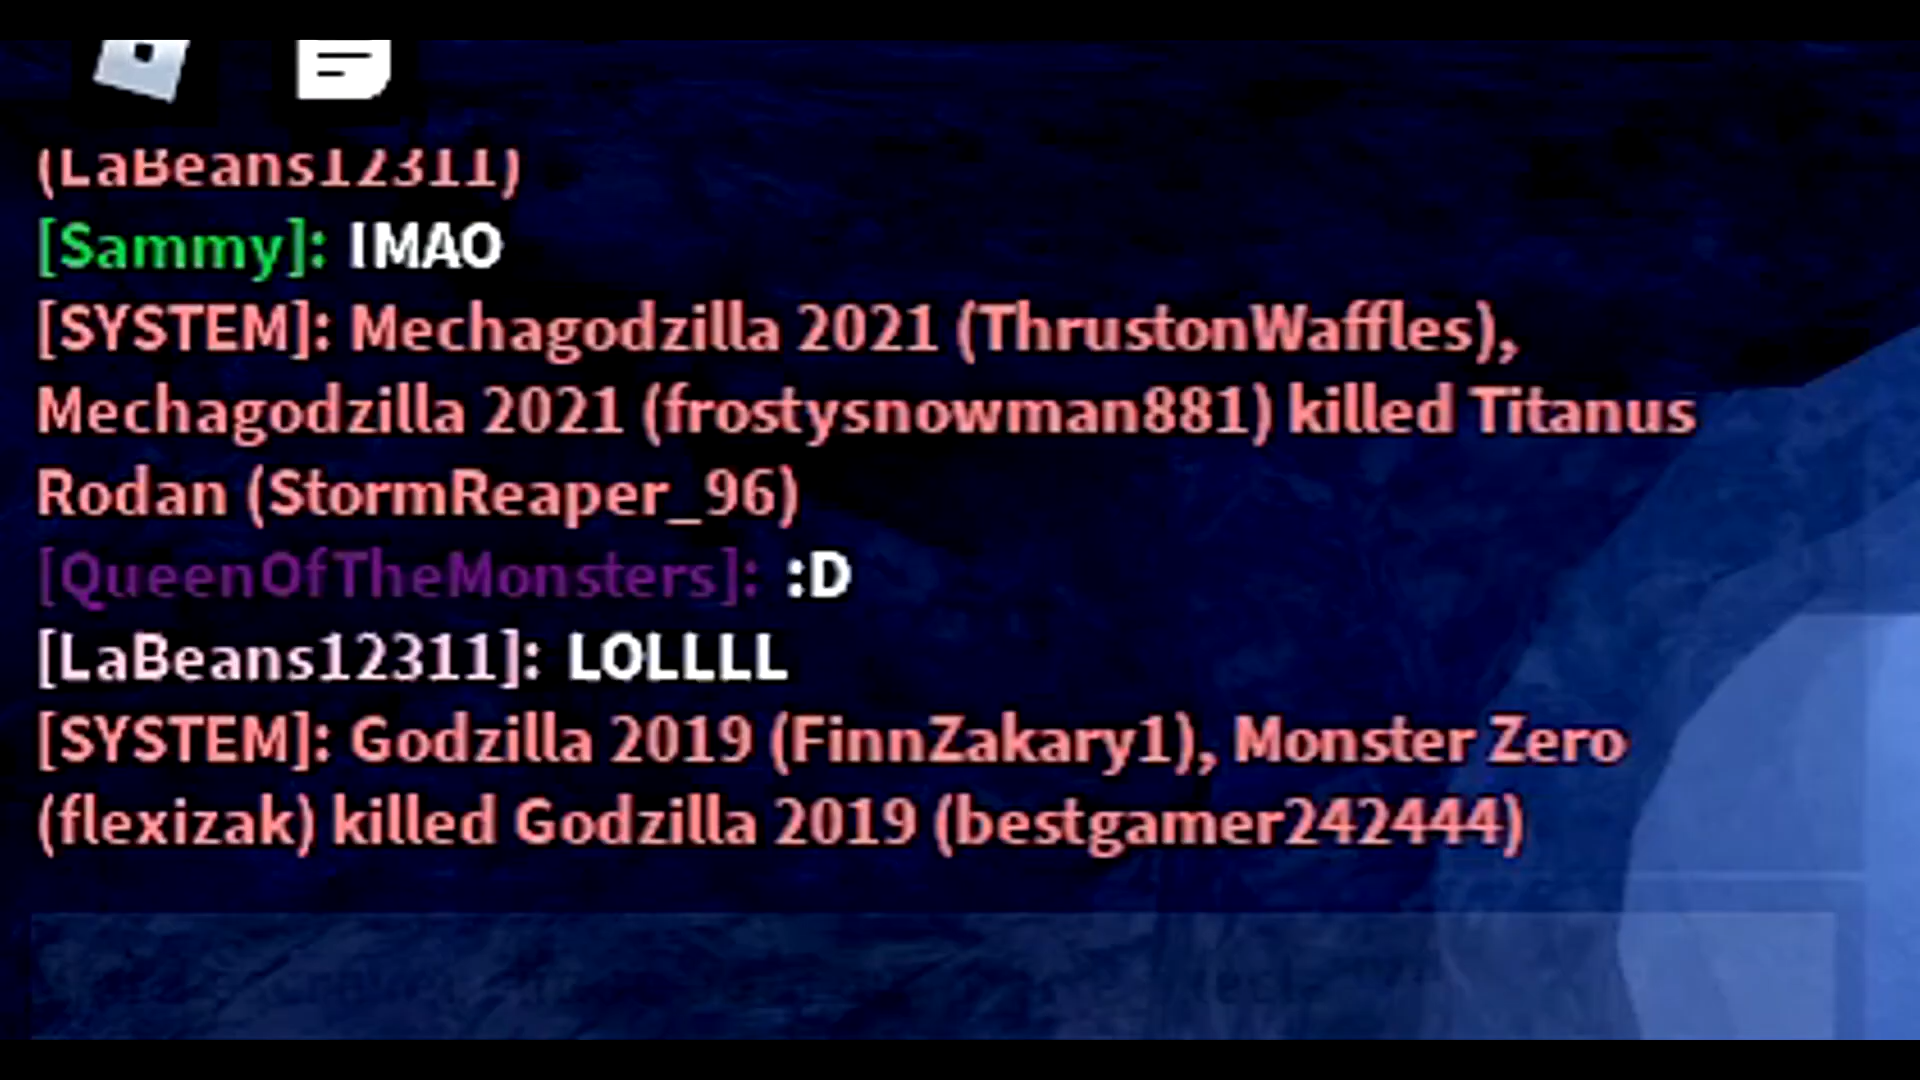 (LaBeans12311)
[Sammy]: lMAO
[SYSTEM]: Mechagodzilla 2021 (ThrustonWaffles),
Mechagodzilla 2021 (frostysnowman881) killed Titanus
Rodan (StormReaper_96)
[QueenOfTheMonsters]: :D
[LaBeans12311]: LOLLLL
[SYSTEM]: Godzilla 2019 (FinnZakary1), Monster Zero
(flexizak) killed Godzilla 2019 (bestgamer242444)